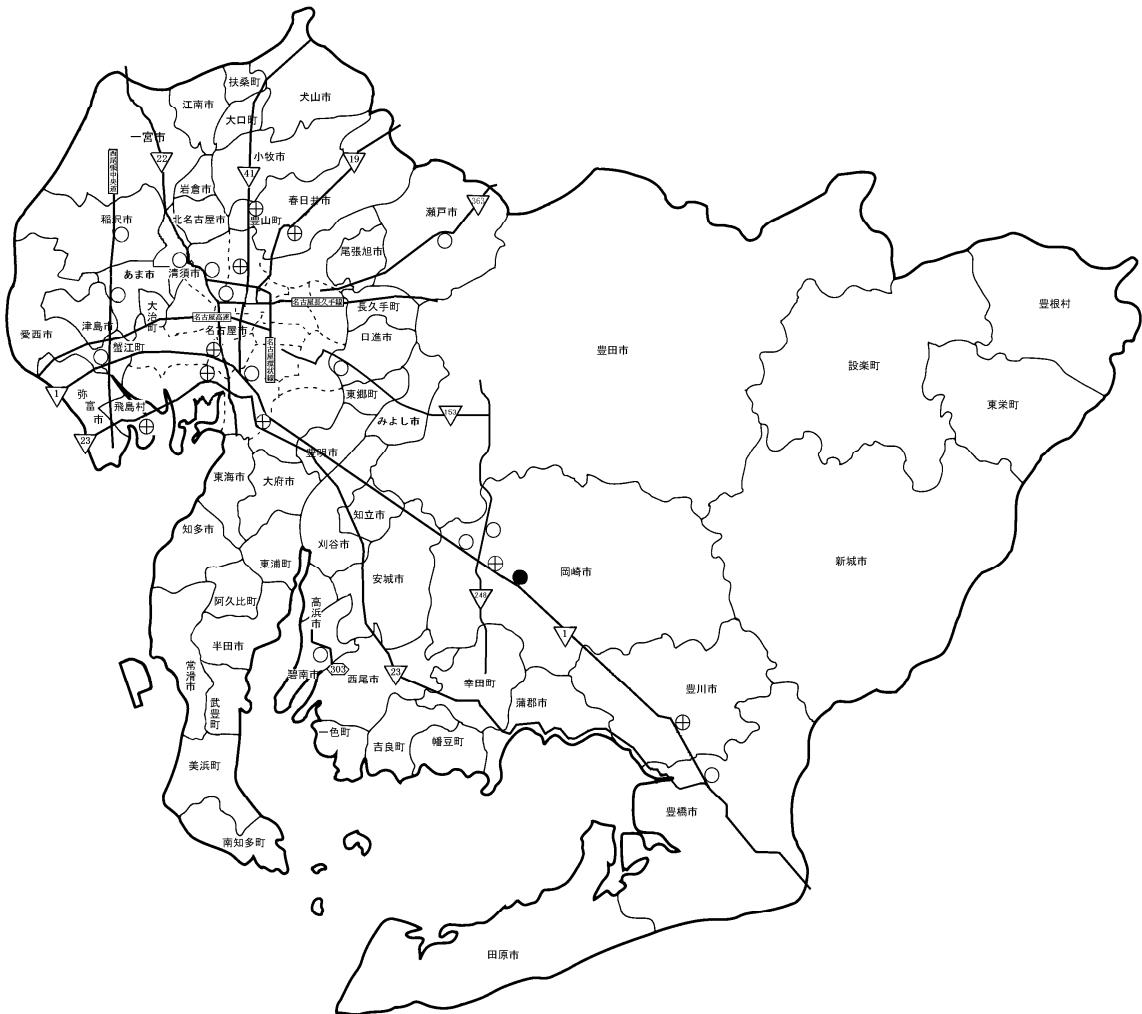 扶桑町
江南市
犬山市
大口町
一宮市
小牧市
22
19
西尾張中央道
41
岩倉市
春日井市
363
稲沢市
北名古屋市
豊山町
瀬戸市
尾張旭市
あま市
清須市
豊根村
名古屋長久手線
長久手町
大治町
津島市
名古屋高速
名古屋市
愛西市
口進市
蟹江町
名古屋環状線
豊田市
設楽町
1
弥富市
飛島村
東郷町
東栄町
みよし市
153
23
豊明市
東海市
大府市
知立市
知多市
刈谷市
東浦町
安城市
岡崎市
新城市
阿久比町
高浜市
248
1
半田市
常滑市
碧南市
303
西尾市
23
幸田町
豊川市
武豊町
蒲郡市
一色町
吉良町
幡豆町
美浜町
豊橋市
南知多町
田原市